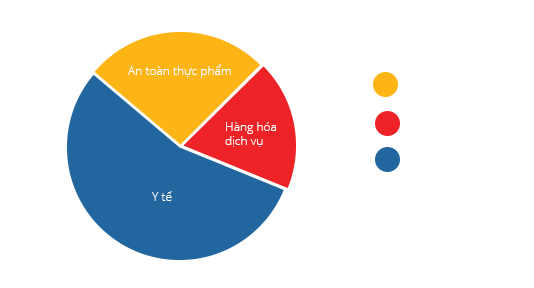 An toàn thực phẩm
Hàng hóa
dịch vụ
Y tế